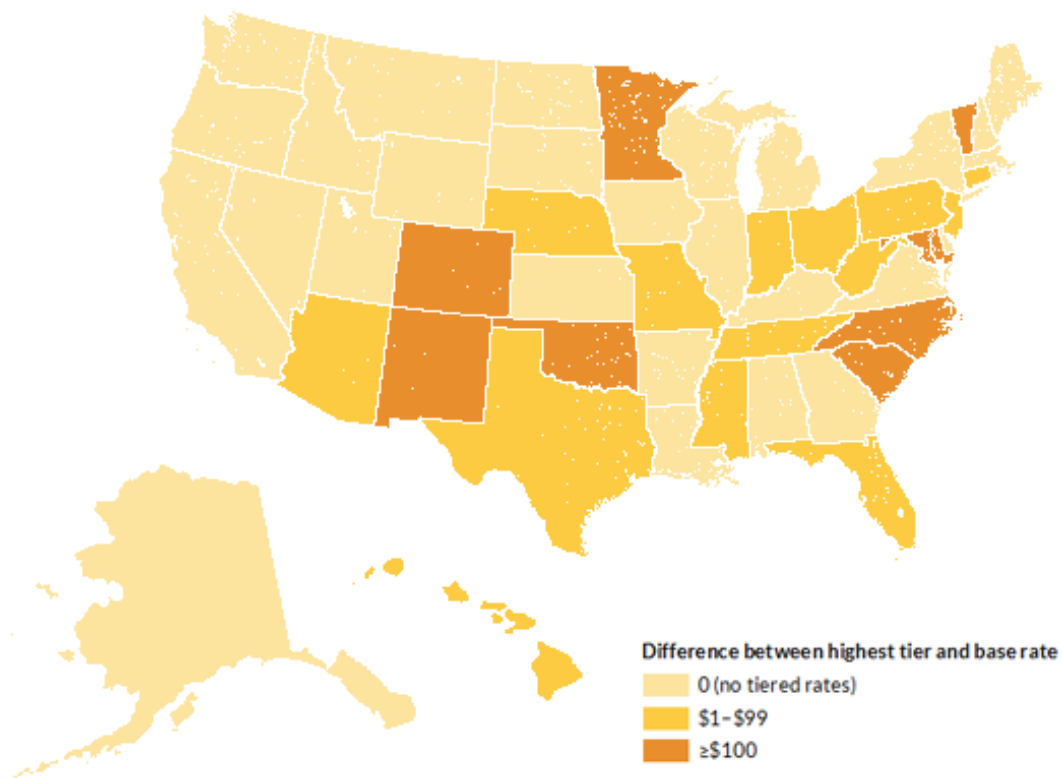 Difference between highest tier and base rate
0 (no tiered rates)
$1–$99
≥$100